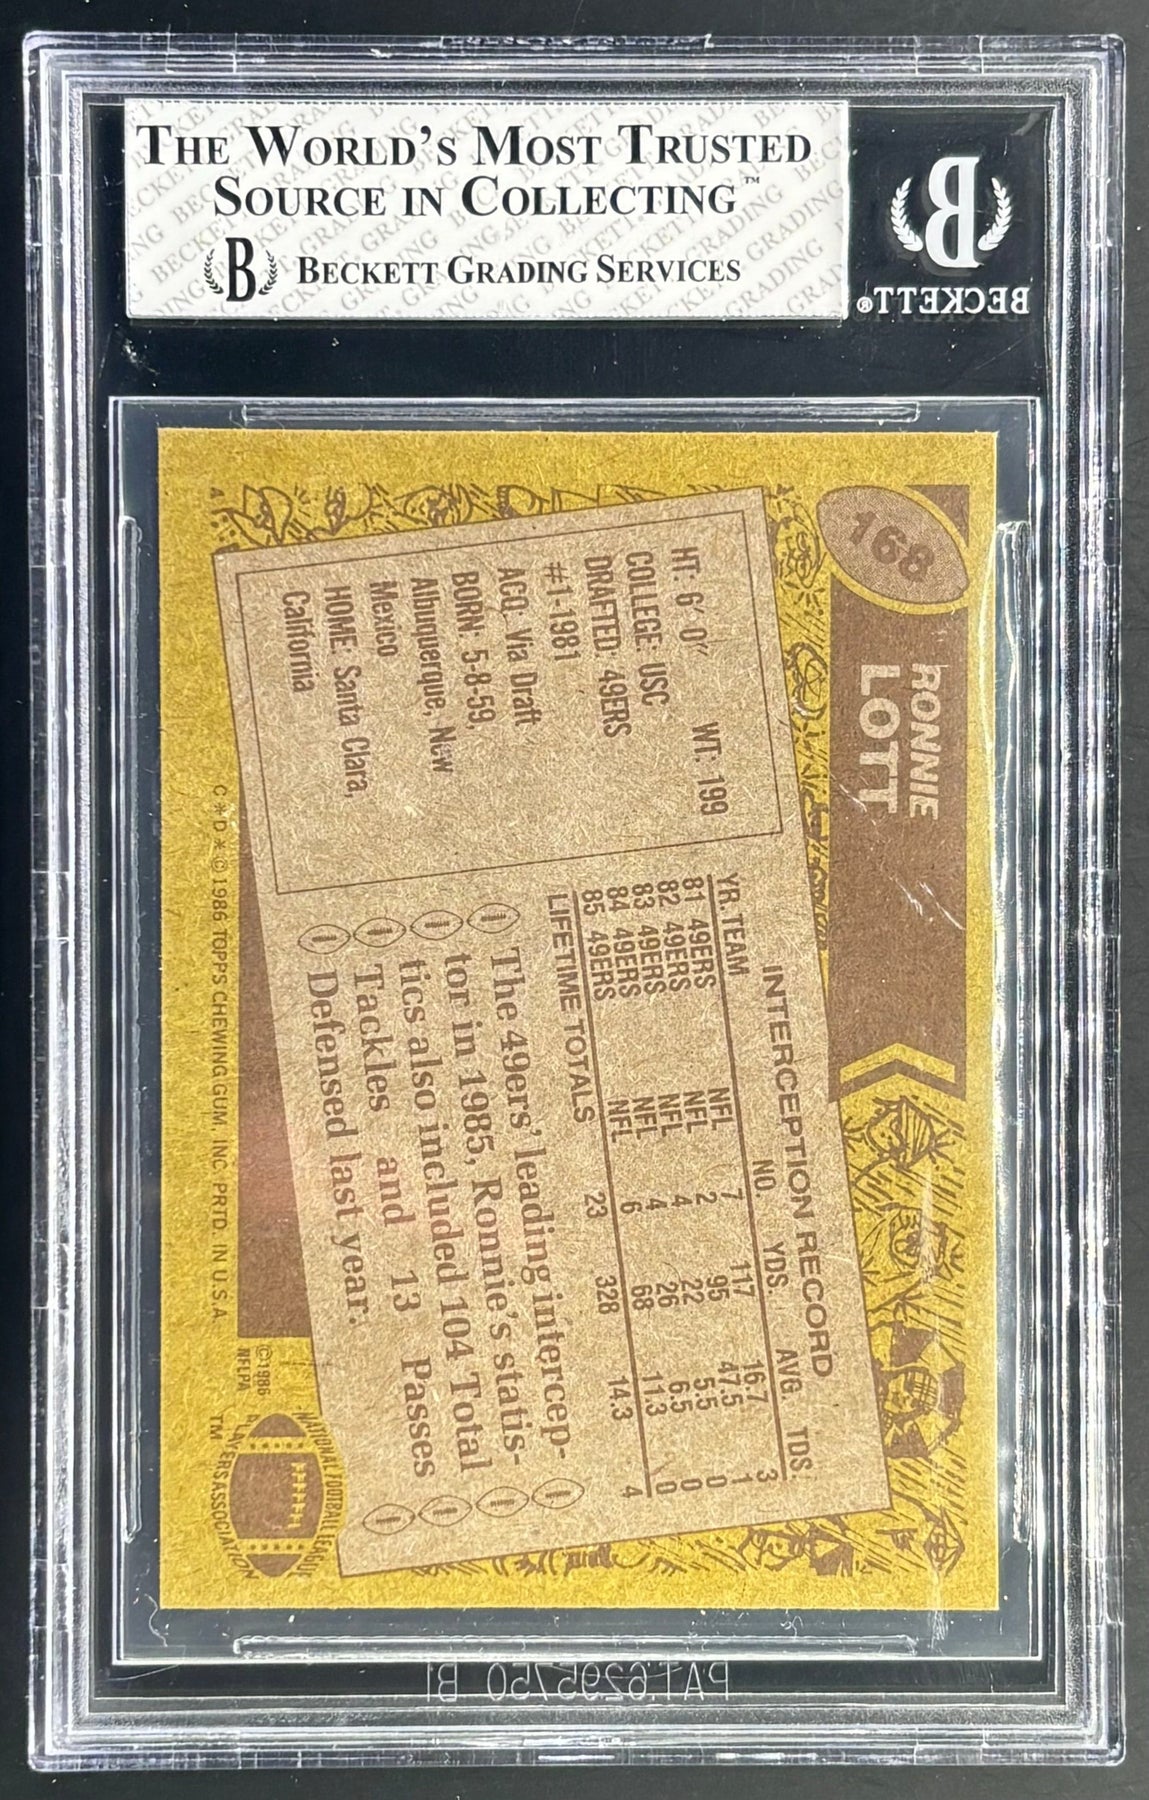 THE WORLD'S MOST TRUSTED
SOURCE IN COLLECTING™
B BECKETT GRADING SERVICES
B
BECKETT®
168
RONNIE
LOTT
HT: 6' 0" WT: 199
COLLEGE: USC
DRAFTED: 49ERS
#1-1981
ACQ. Via Draft
BORN: 5-8-59,
Albuquerque, New
Mexico
HOME: Santa Clara,
California
INTERCEPTION RECORD
YR. TEAM NO. YDS. AVG. TDS.
81 49ERS NFL 7 117 16.7 3
82 49ERS NFL 2 95 47.5 1
83 49ERS NFL 4 22 5.5 0
84 49ERS NFL 4 26 6.5 0
85 49ERS NFL 6 68 11.3 0
LIFETIME TOTALS 23 328 14.3 4
The 49ers' leading intercep-
tor in 1985, Ronnie's statis-
tics also included 104 Total
Tackles and 13 Passes
Defensed last year.
C*D*©1986 TOPPS CHEWING GUM, INC. PRTD. IN U.S.A.
©1986
NFLPA
NATIONAL FOOTBALL LEAGUE
PLAYERS ASSOCIATION
TM
PAT.6295750 B1